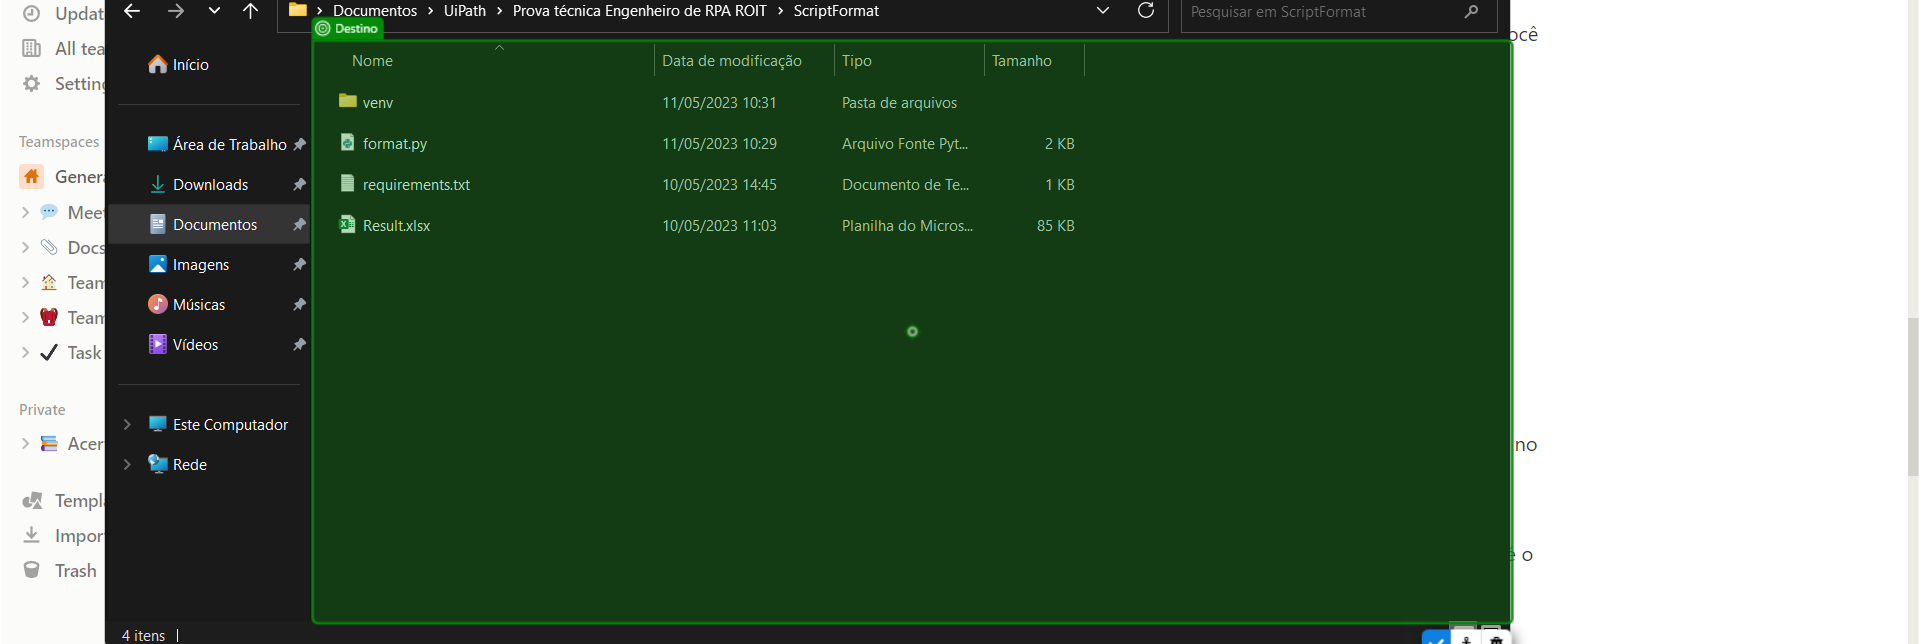 Documentos > UiPath > Prova técnica Engenheiro de RPA ROIT > ScriptFormat
Pesquisar em ScriptFormat
Destino
Updat
All tea
Setting
Teamspaces
Genera
Meet
Docs
Team
Team
Task
Private
Acer
Templa
Impor
Trash
Início
Área de Trabalho
Downloads
Documentos
Imagens
Músicas
Vídeos
Este Computador
Rede
Nome Data de modificação Tipo Tamanho
venv 11/05/2023 10:31 Pasta de arquivos
format.py 11/05/2023 10:29 Arquivo Fonte Pyt... 2 KB
requirements.txt 10/05/2023 14:45 Documento de Te... 1 KB
Result.xlsx 10/05/2023 11:03 Planilha do Micros... 85 KB
4 itens
ocê
no
o